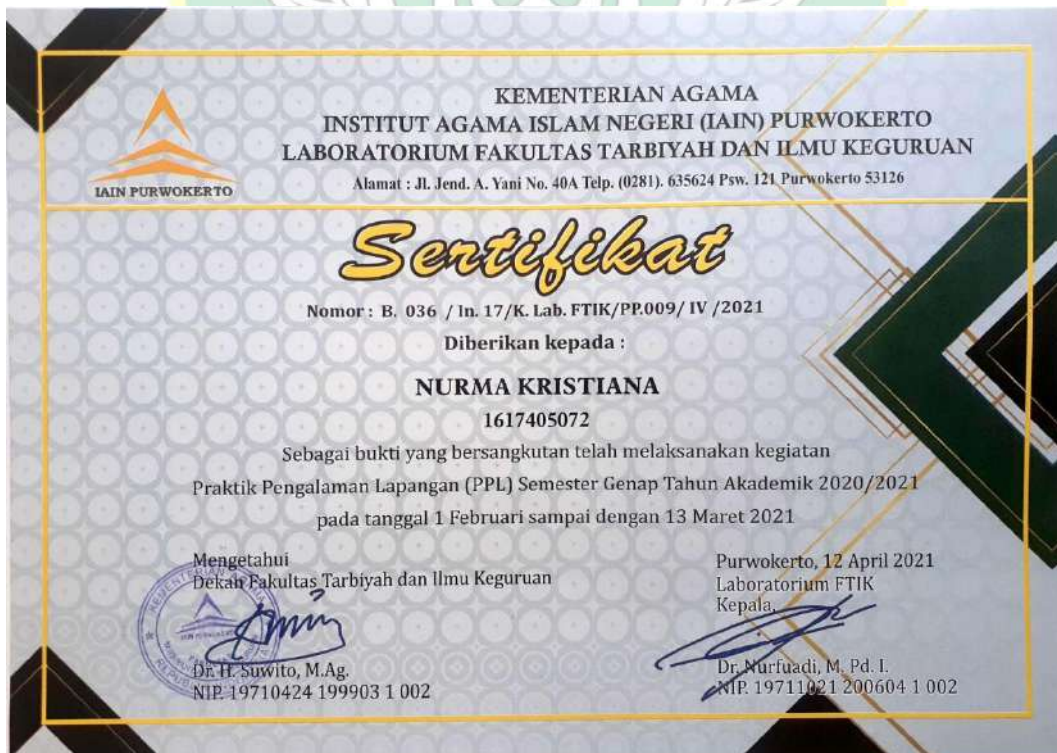 KEMENTERIAN AGAMA
INSTITUT AGAMA ISLAM NEGERI (IAIN) PURWOKERTO
LABORATORIUM FAKULTAS TARBIYAH DAN ILMU KEGURUAN
Alamat : Jl. Jend. A. Yani No. 40A Telp. (0281). 635624 Psw. 121 Purwokerto 53126
IAIN PURWOKERTO
Sertifikat
Nomor : B. 036 / In. 17/K. Lab. FTIK/PP.009/ IV /2021
Diberikan kepada :
NURMA KRISTIANA
1617405072
Sebagai bukti yang bersangkutan telah melaksanakan kegiatan
Praktik Pengalaman Lapangan (PPL) Semester Genap Tahun Akademik 2020/2021
pada tanggal 1 Februari sampai dengan 13 Maret 2021
Mengetahui
Dekan Fakultas Tarbiyah dan Ilmu Keguruan
Dr. H. Suwito, M.Ag.
NIP. 19710424 199903 1 002
Purwokerto, 12 April 2021
Laboratorium FTIK
Kepala,
Dr. Nurfuadi, M. Pd. I.
NIP. 19711021 200604 1 002